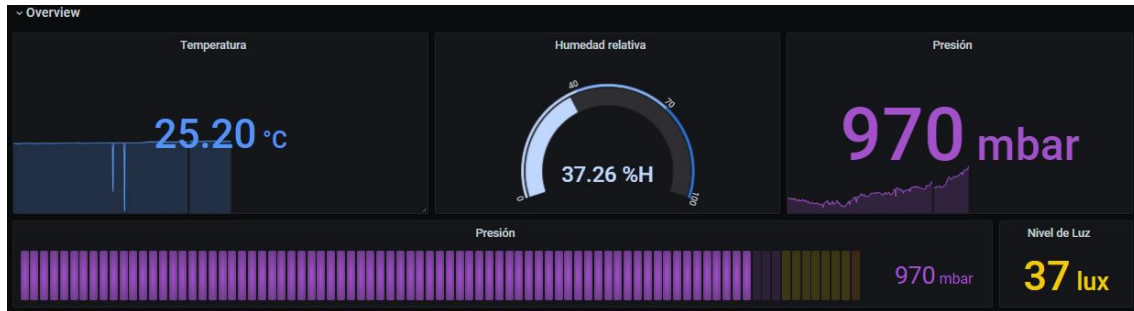 Overview
Temperatura
25.20 °C
Humedad relativa
0
40
70
100
37.26 %H
Presión
970 mbar
Presión
970 mbar
Nivel de Luz
37 lux